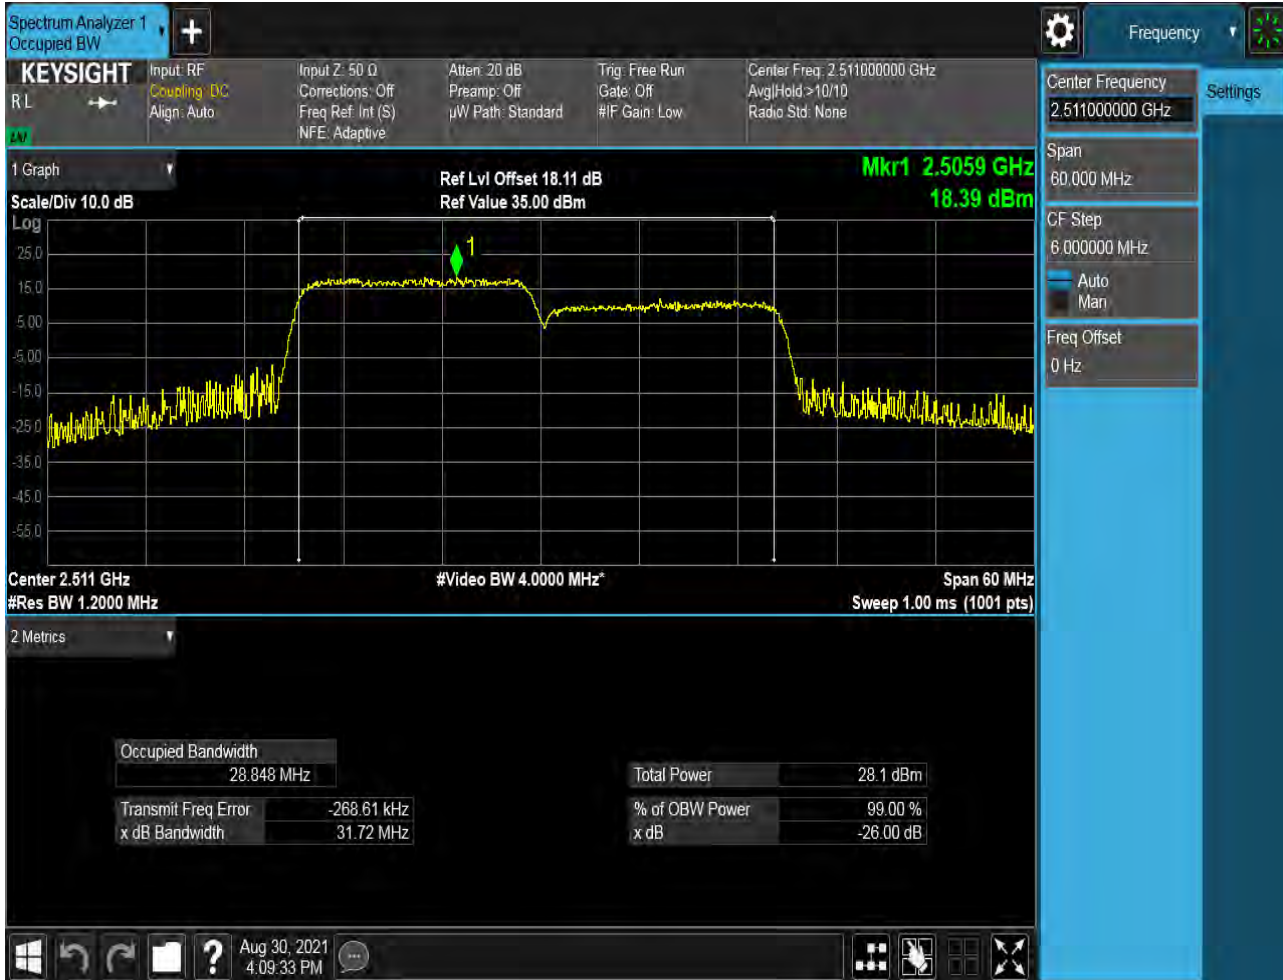 Spectrum Analyzer 1
Occupied BW
Frequency
KEYSIGHT
R L
LNI
Input: RF
Coupling: DC
Align: Auto
Input Z: 50 Ω
Corrections: Off
Freq Ref: Int (S)
NFE: Adaptive
Atten: 20 dB
Preamp: Off
µW Path: Standard
Trig: Free Run
Gate: Off
#IF Gain: Low
Center Freq: 2.511000000 GHz
Avg|Hold:>10/10
Radio Std: None
Center Frequency
2.511000000 GHz
Settings
Span
60.000 MHz
CF Step
6.000000 MHz
Auto
Man
Freq Offset
0 Hz
1 Graph
Scale/Div 10.0 dB
Ref Lvl Offset 18.11 dB
Ref Value 35.00 dBm
Mkr1 2.5059 GHz
18.39 dBm
Log
25.0
15.0
5.00
-5.00
-15.0
-25.0
-35.0
-45.0
-55.0
1
Center 2.511 GHz
#Res BW 1.2000 MHz
#Video BW 4.0000 MHz*
Span 60 MHz
Sweep 1.00 ms (1001 pts)
2 Metrics
Occupied Bandwidth
28.848 MHz
Transmit Freq Error -268.61 kHz
x dB Bandwidth 31.72 MHz
Total Power 28.1 dBm
% of OBW Power 99.00 %
x dB -26.00 dB
Aug 30, 2021
4:09:33 PM